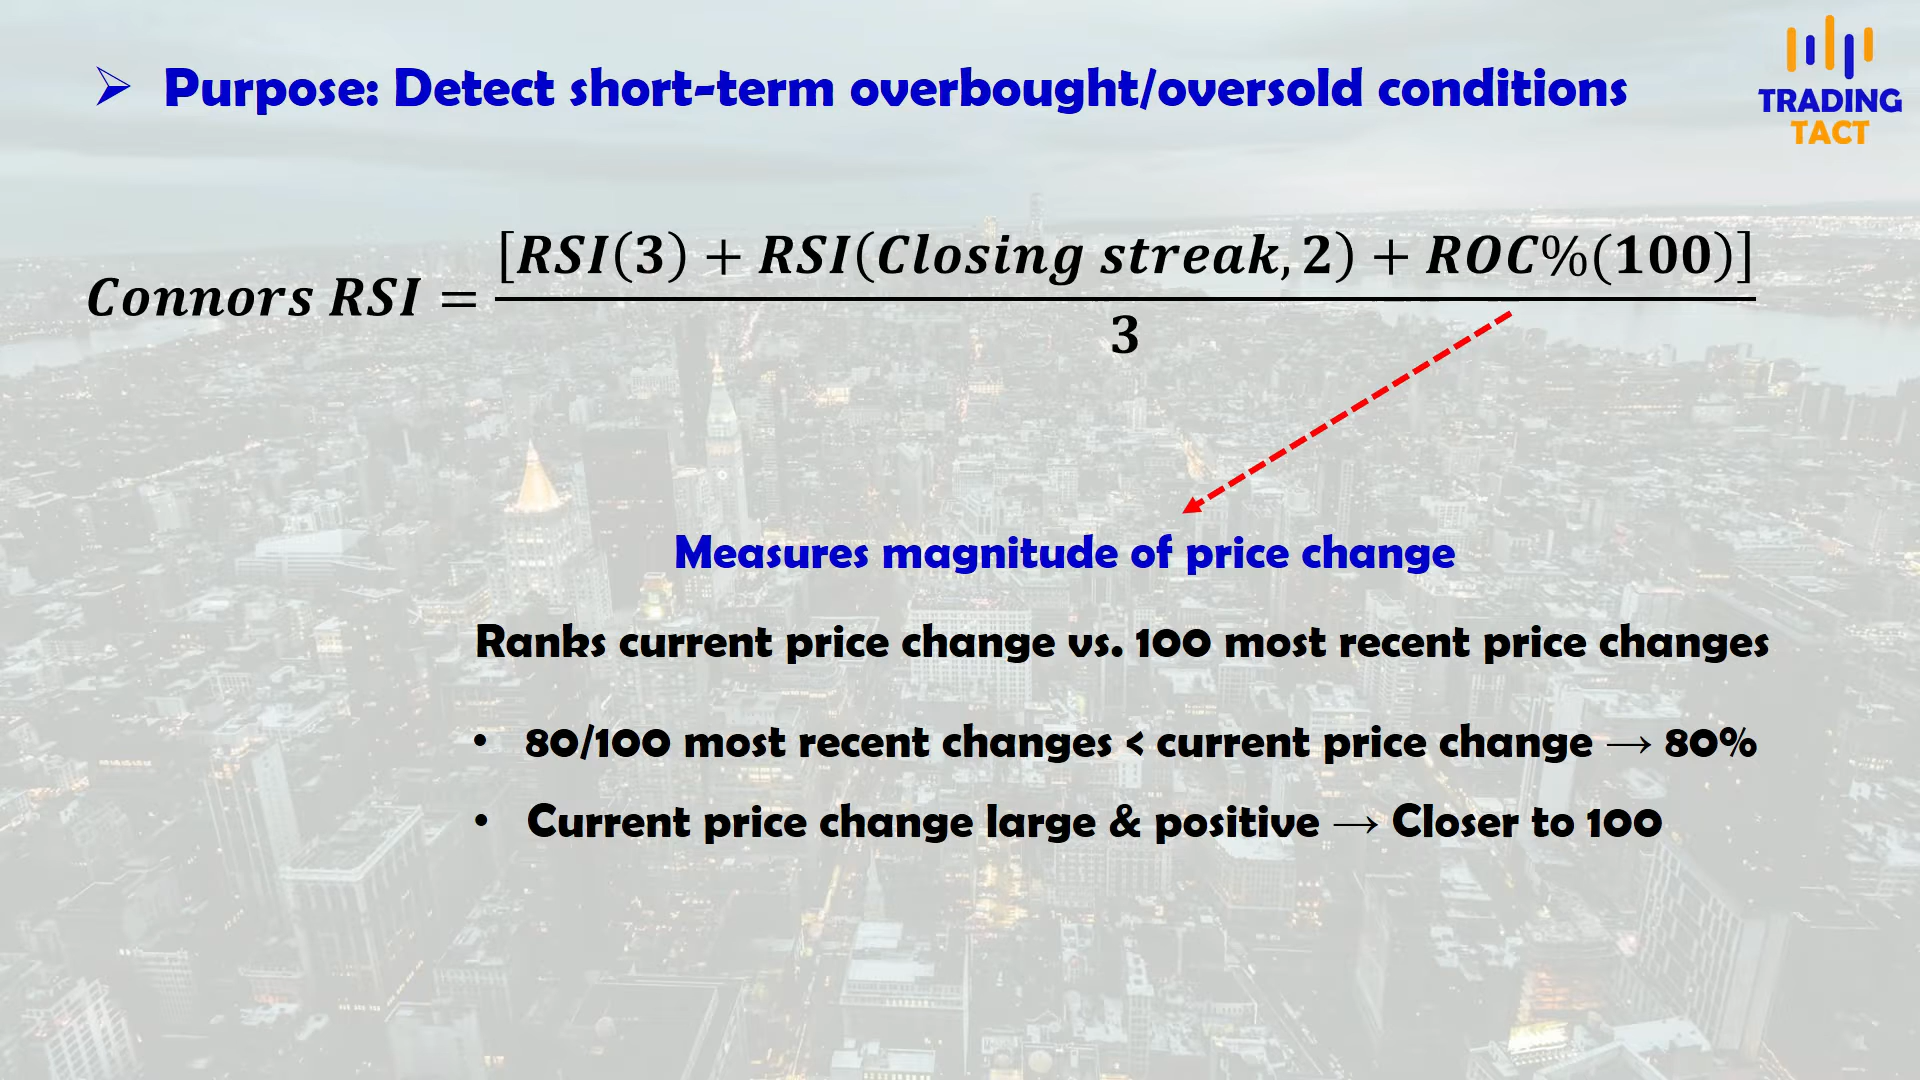 ➢ Purpose: Detect short-term overbought/oversold conditions
TRADING
TACT
Connors RSI = [RSI(3) + RSI(Closing streak, 2) + ROC%(100)]
3
Measures magnitude of price change
Ranks current price change vs. 100 most recent price changes
• 80/100 most recent changes < current price change → 80%
• Current price change large & positive → Closer to 100